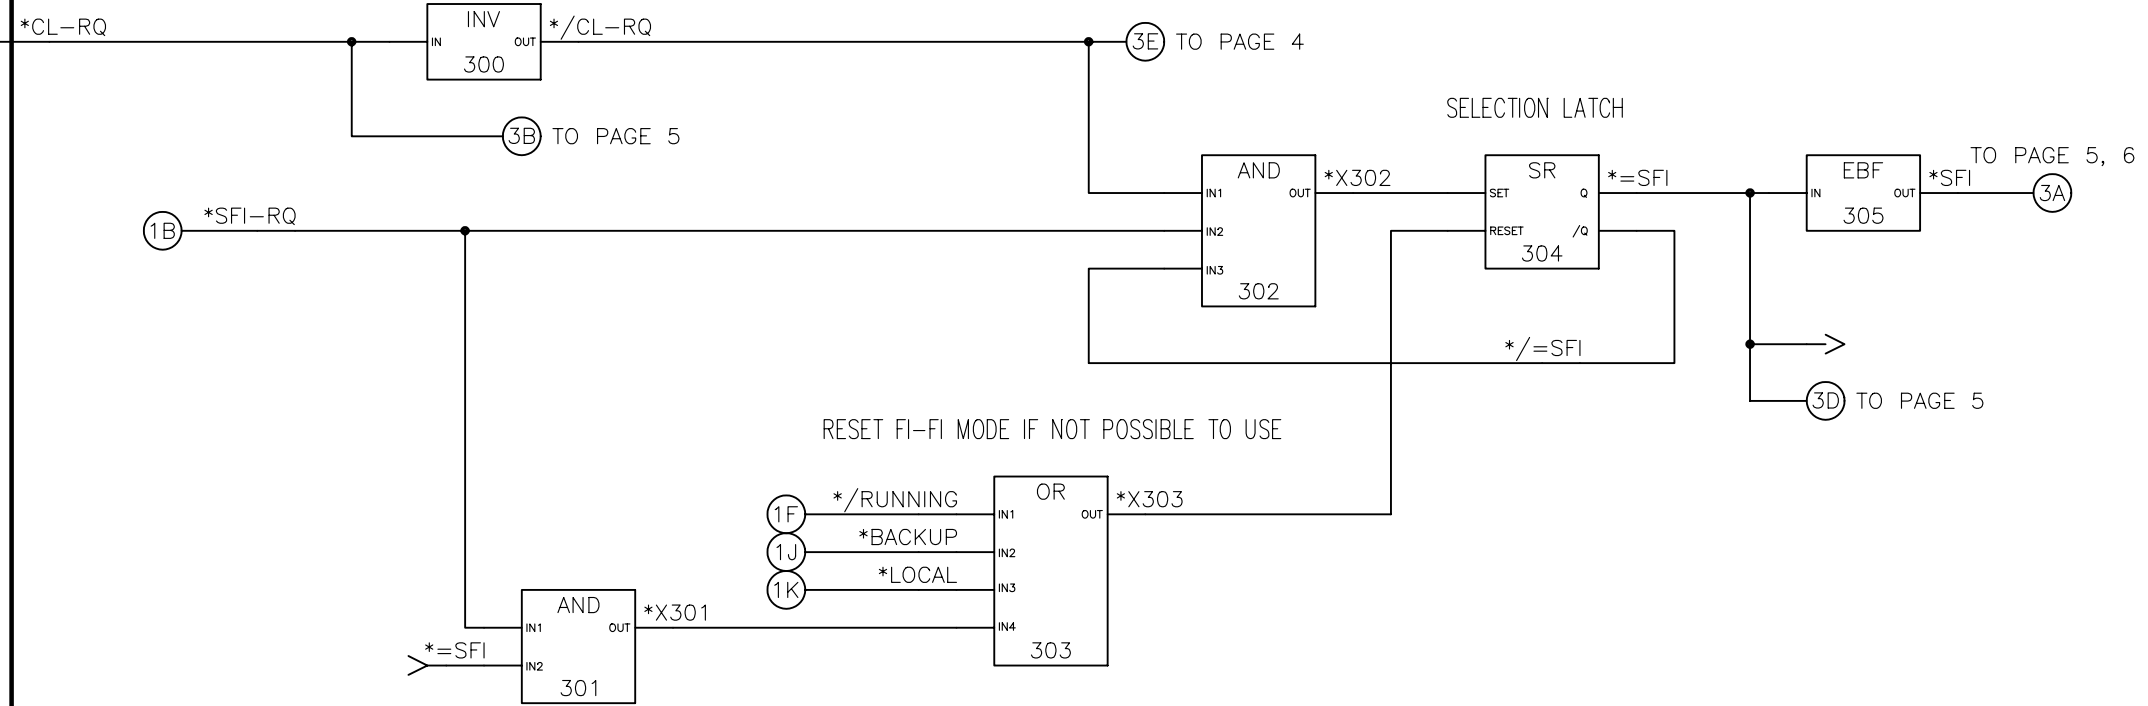 *CL-RQ
INV
IN
OUT
300
*/CL-RQ
3E
TO PAGE 4
3B
TO PAGE 5
SELECTION LATCH
1B
*SFI-RQ
AND
IN1
IN2
IN3
OUT
302
*X302
SR
SET
Q
RESET
/Q
304
*=SFI
EBF
IN
OUT
305
*SFI
TO PAGE 5, 6
3A
*/=SFI
3D
TO PAGE 5
RESET FI-FI MODE IF NOT POSSIBLE TO USE
1F
*/RUNNING
1J
*BACKUP
1K
*LOCAL
OR
IN1
IN2
IN3
IN4
OUT
303
*X303
AND
IN1
IN2
OUT
301
*X301
*=SFI